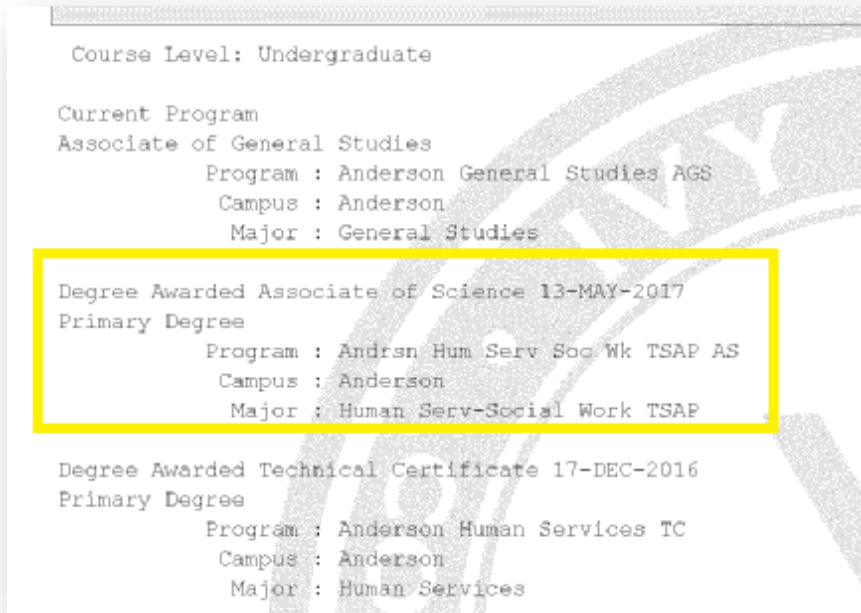 Course Level: Undergraduate
Current Program
Associate of General Studies
Program : Anderson General Studies AGS
Campus : Anderson
Major : General Studies
Degree Awarded Associate of Science 13-MAY-2017
Primary Degree
Program : Andrsn Hum Serv Soc Wk TSAP AS
Campus : Anderson
Major : Human Serv-Social Work TSAP
Degree Awarded Technical Certificate 17-DEC-2016
Primary Degree
Program : Anderson Human Services TC
Campus : Anderson
Major : Human Services
IVY